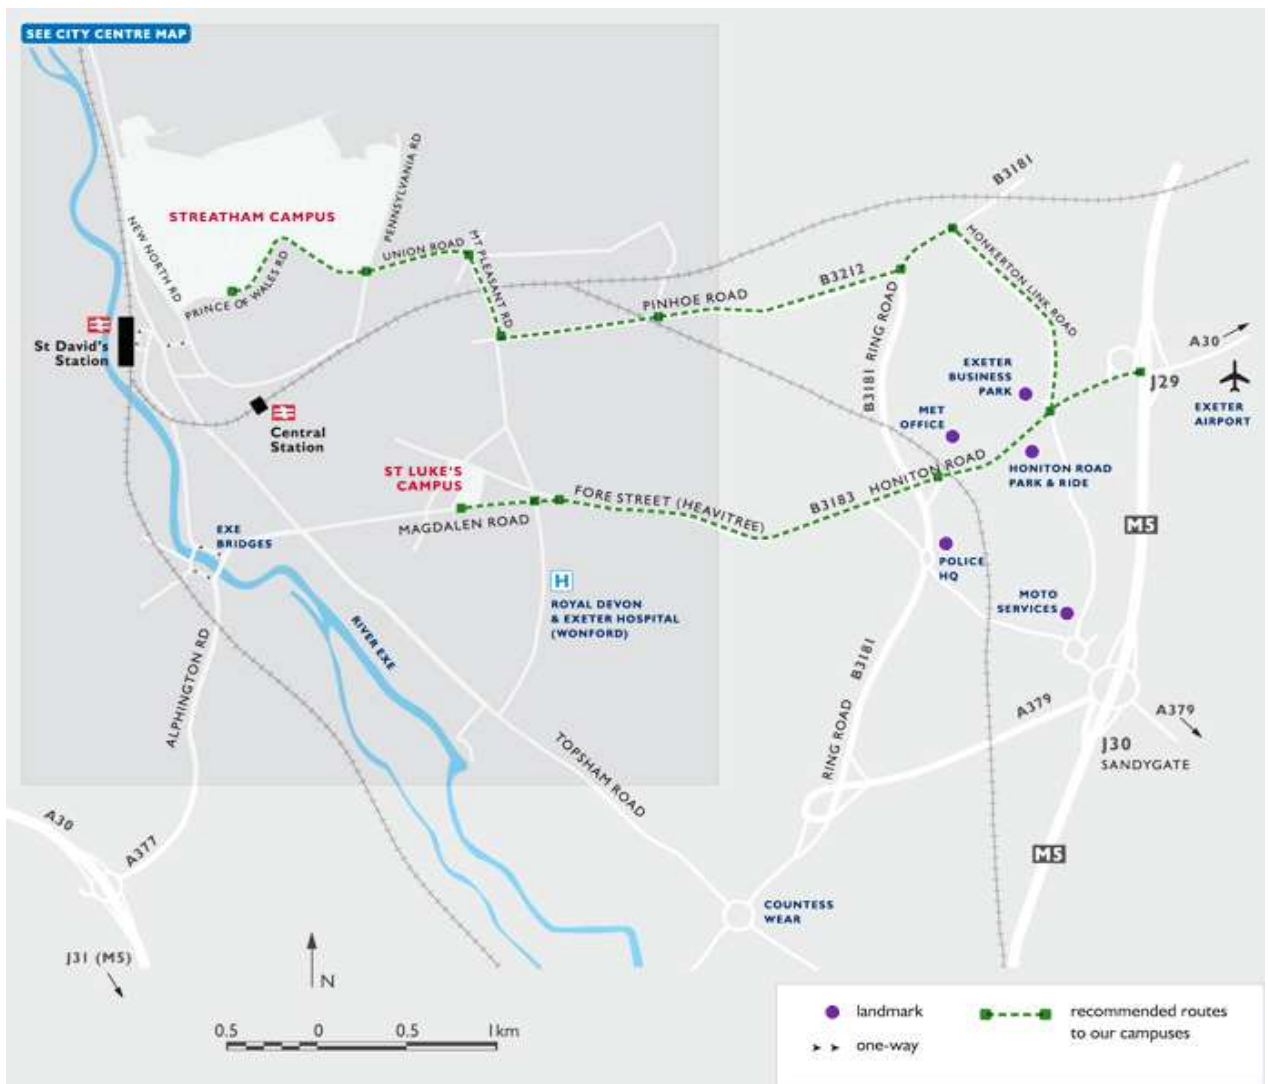 SEE CITY CENTRE MAP
PENNSYLVANIA RD
B3181
STREATHAM CAMPUS
NEW NORTH RD
UNION ROAD
MT PLEASANT RD
MONKERTON LINK ROAD
PRINCE OF WALES RD
B3212
PINHOE ROAD
St David's
Station
B3181 RING ROAD
A30
EXETER
BUSINESS
PARK
J29
EXETER
AIRPORT
MET
OFFICE
Central
Station
ST LUKE'S
CAMPUS
HONITON ROAD
PARK & RIDE
B3183 HONITON ROAD
FORE STREET (HEAVITREE)
MAGDALEN ROAD
M5
EXE
BRIDGES
POLICE
HQ
H
ROYAL DEVON
& EXETER HOSPITAL
(WONFORD)
MOTO
SERVICES
RIVER EXE
ALPHINGTON RD
RING ROAD B3181
A379
A379
J30
SANDYGATE
TOPSHAM ROAD
A30
A377
M5
COUNTESS
WEAR
J31 (M5)
N
0.5 0 0.5 1km
landmark
one-way
recommended routes
to our campuses